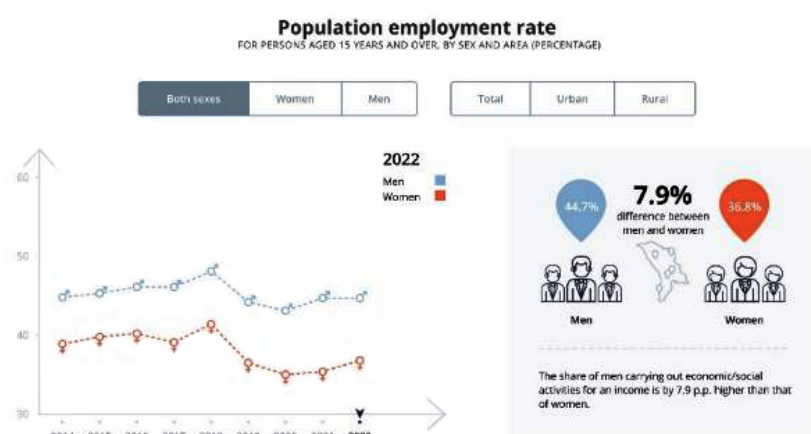 Population employment rate
FOR PERSONS AGED 15 YEARS AND OVER, BY SEX AND AREA (PERCENTAGE)
Both sexes Women Men Total Urban Rural
2022
Men
Women
60
50
40
30
44.7%
7.9%
difference between
men and women
36.8%
Men Women
The share of men carrying out economic/social
activities for an income is by 7.9 p.p. higher than that
of women.